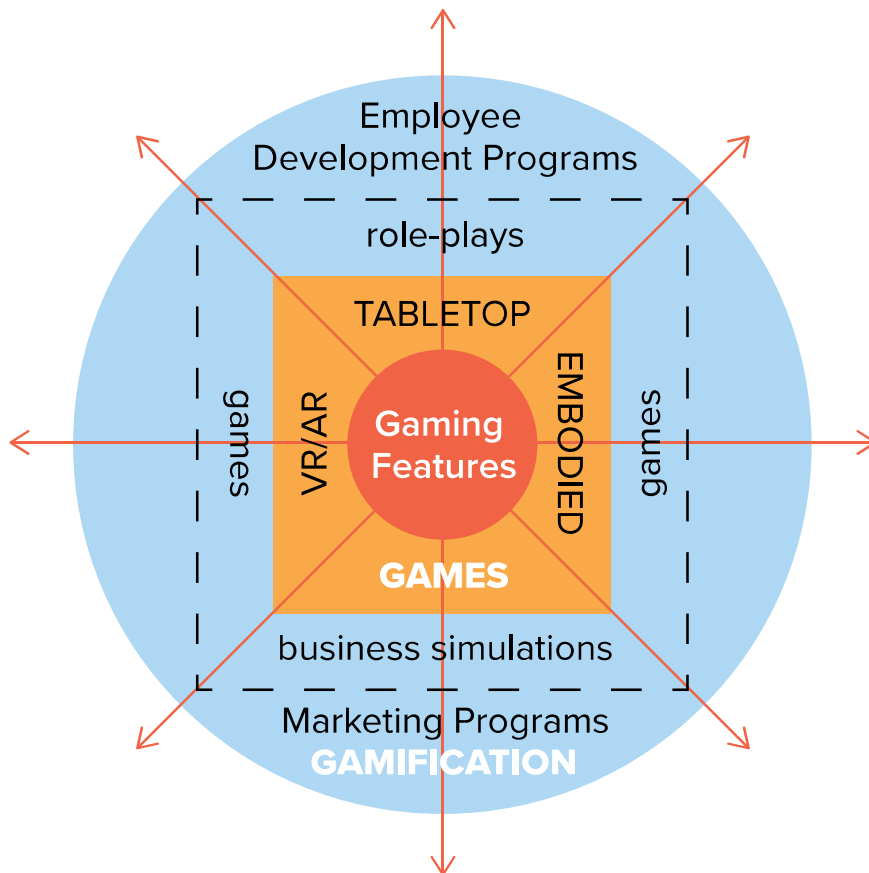 Employee
Development Programs
role-plays
TABLETOP
games
VR/AR
Gaming
Features
EMBODIED
games
GAMES
business simulations
Marketing Programs
GAMIFICATION